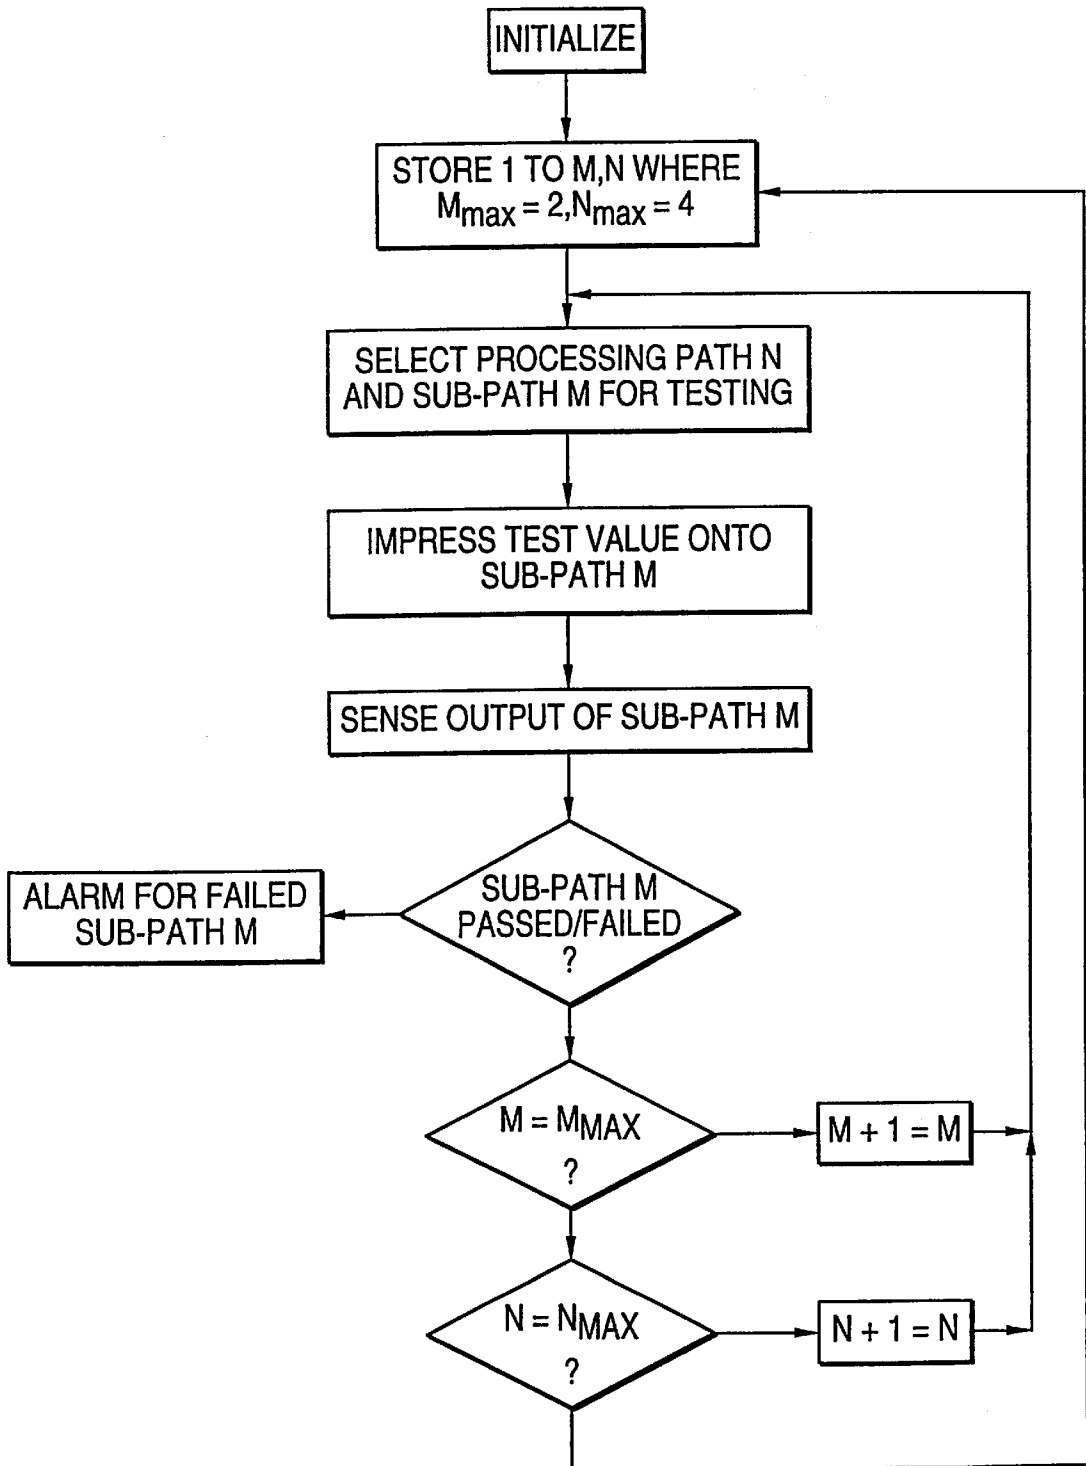 INITIALIZE
STORE 1 TO M,N WHERE
Mmax = 2,Nmax = 4
SELECT PROCESSING PATH N
AND SUB-PATH M FOR TESTING
IMPRESS TEST VALUE ONTO
SUB-PATH M
SENSE OUTPUT OF SUB-PATH M
SUB-PATH M
PASSED/FAILED
?
ALARM FOR FAILED
SUB-PATH M
M = MMAX
?
M + 1 = M
N = NMAX
?
N + 1 = N